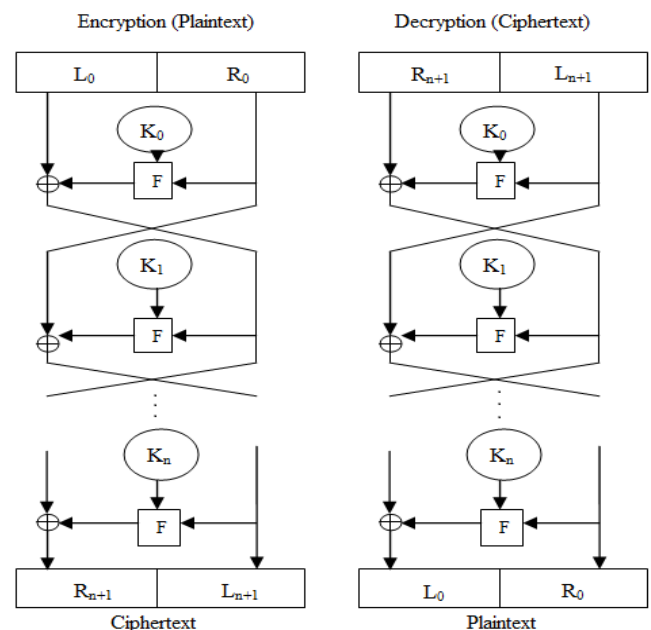 Encryption (Plaintext)
L₀ R₀
K₀
F
K₁
F
Kₙ
F
Rₙ₊₁ Lₙ₊₁
Ciphertext
Decryption (Ciphertext)
Rₙ₊₁ Lₙ₊₁
K₀
F
K₁
F
Kₙ
F
L₀ R₀
Plaintext